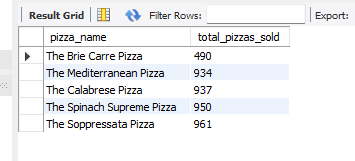 Result Grid Filter Rows: Export:
pizza_name total_pizzas_sold
The Brie Carre Pizza 490
The Mediterranean Pizza 934
The Calabrese Pizza 937
The Spinach Supreme Pizza 950
The Soppressata Pizza 961